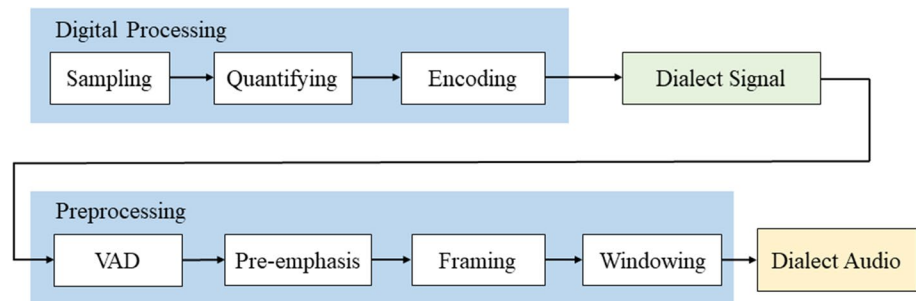 Digital Processing
Sampling
Quantifying
Encoding
Dialect Signal
Preprocessing
VAD
Pre-emphasis
Framing
Windowing
Dialect Audio